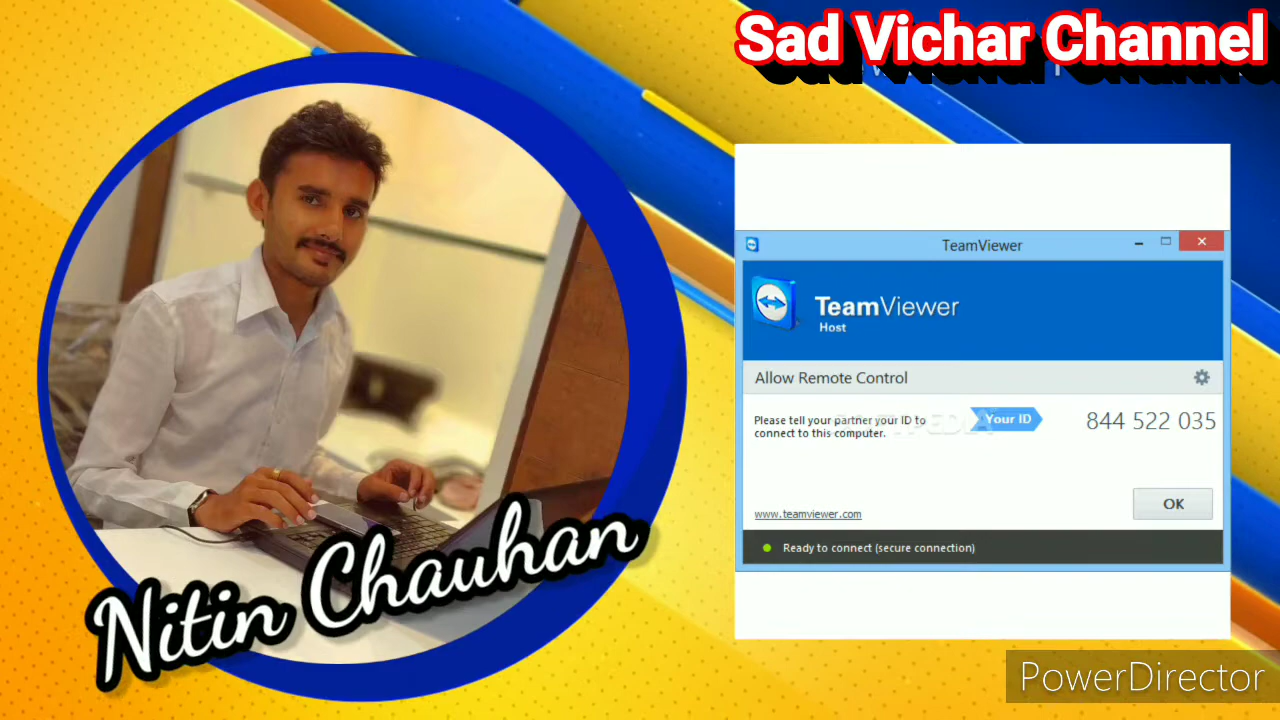 Sad Vichar Channel
TeamViewer
TeamViewer
Host
Allow Remote Control
Please tell your partner your ID to
connect to this computer.
Your ID
844 522 035
OK
www.teamviewer.com
Ready to connect (secure connection)
Nitin Chauhan
PowerDirector